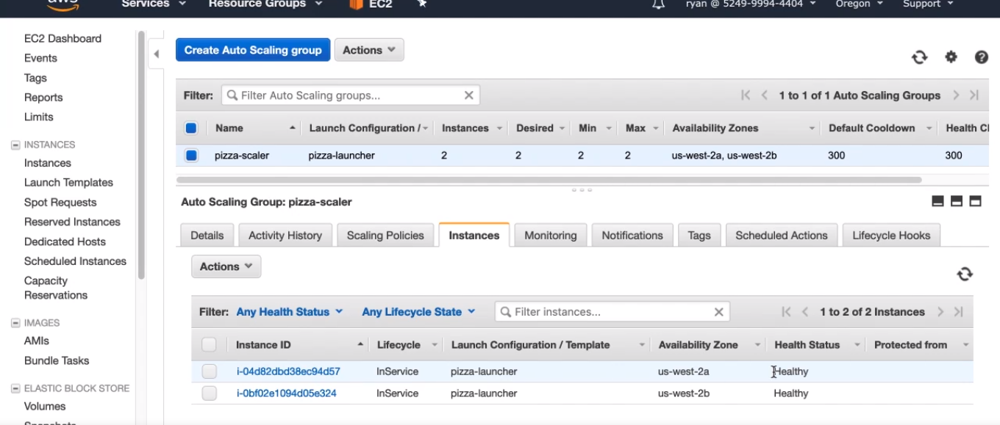 aws Services Resource Groups EC2 ryan @ 5249-9994-4404 Oregon Support
EC2 Dashboard
Events
Tags
Reports
Limits
INSTANCES
Instances
Launch Templates
Spot Requests
Reserved Instances
Dedicated Hosts
Scheduled Instances
Capacity
Reservations
IMAGES
AMIs
Bundle Tasks
ELASTIC BLOCK STORE
Volumes
Snapshots
Create Auto Scaling group Actions
Filter: Filter Auto Scaling groups... 1 to 1 of 1 Auto Scaling Groups
Name Launch Configuration / Instances Desired Min Max Availability Zones Default Cooldown Health Cl
pizza-scaler pizza-launcher 2 2 2 2 us-west-2a, us-west-2b 300 300
Auto Scaling Group: pizza-scaler
Details Activity History Scaling Policies Instances Monitoring Notifications Tags Scheduled Actions Lifecycle Hooks
Actions
Filter: Any Health Status Any Lifecycle State Filter instances... 1 to 2 of 2 Instances
Instance ID Lifecycle Launch Configuration / Template Availability Zone Health Status Protected from
i-04d82dbd38ec94d57 InService pizza-launcher us-west-2a Healthy
i-0bf02e1094d05e324 InService pizza-launcher us-west-2b Healthy